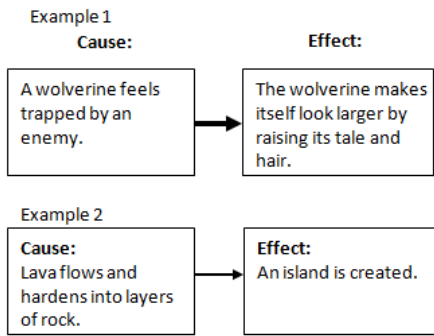 Example 1
Cause:
Effect:
A wolverine feels
trapped by an
enemy.
The wolverine makes
itself look larger by
raising its tale and
hair.
Example 2
Cause:
Lava flows and
hardens into layers
of rock.
Effect:
An island is created.